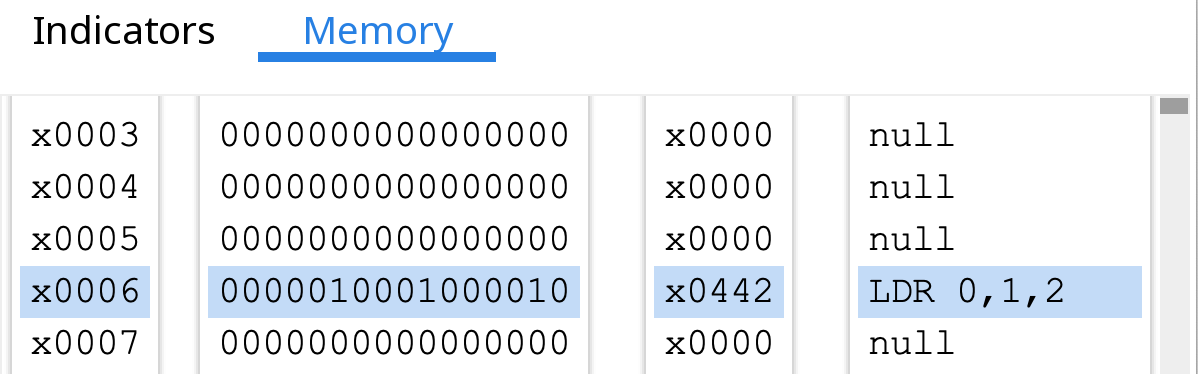 Indicators Memory
x0003 0000000000000000 x0000 null
x0004 0000000000000000 x0000 null
x0005 0000000000000000 x0000 null
x0006 0000010001000010 x0442 LDR 0,1,2
x0007 0000000000000000 x0000 null